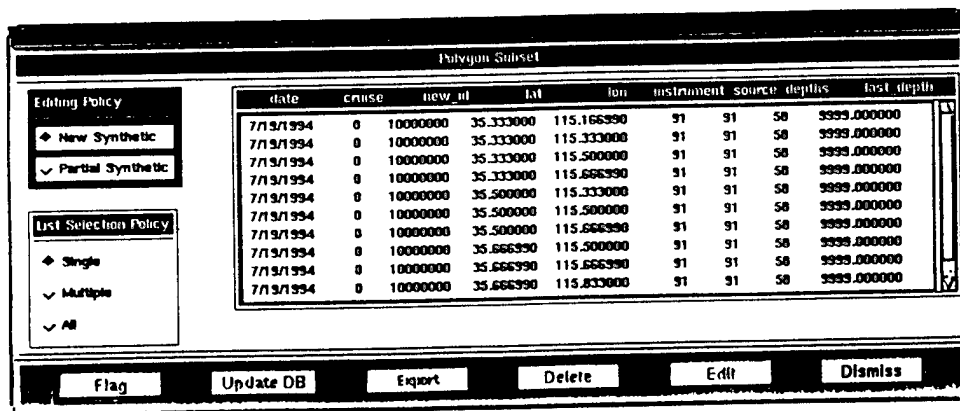 Polygon Subset
Editing Policy
New Synthetic
Partial Synthetic
List Selection Policy
Single
Multiple
All
date cruise new_id lat lon instrument source depths last_depth
7/19/1994 0 10000000 35.333000 115.166990 91 91 58 9999.000000
7/19/1994 0 10000000 35.333000 115.333000 91 91 58 9999.000000
7/19/1994 0 10000000 35.333000 115.500000 91 91 58 9999.000000
7/19/1994 0 10000000 35.333000 115.666990 91 91 58 9999.000000
7/19/1994 0 10000000 35.500000 115.333000 91 91 58 9999.000000
7/19/1994 0 10000000 35.500000 115.500000 91 91 58 9999.000000
7/19/1994 0 10000000 35.500000 115.666990 91 91 58 9999.000000
7/19/1994 0 10000000 35.666990 115.500000 91 91 58 9999.000000
7/19/1994 0 10000000 35.666990 115.666990 91 91 58 9999.000000
7/19/1994 0 10000000 35.666990 115.833000 91 91 58 9999.000000
Flag Update DB Export Delete Edit Dismiss